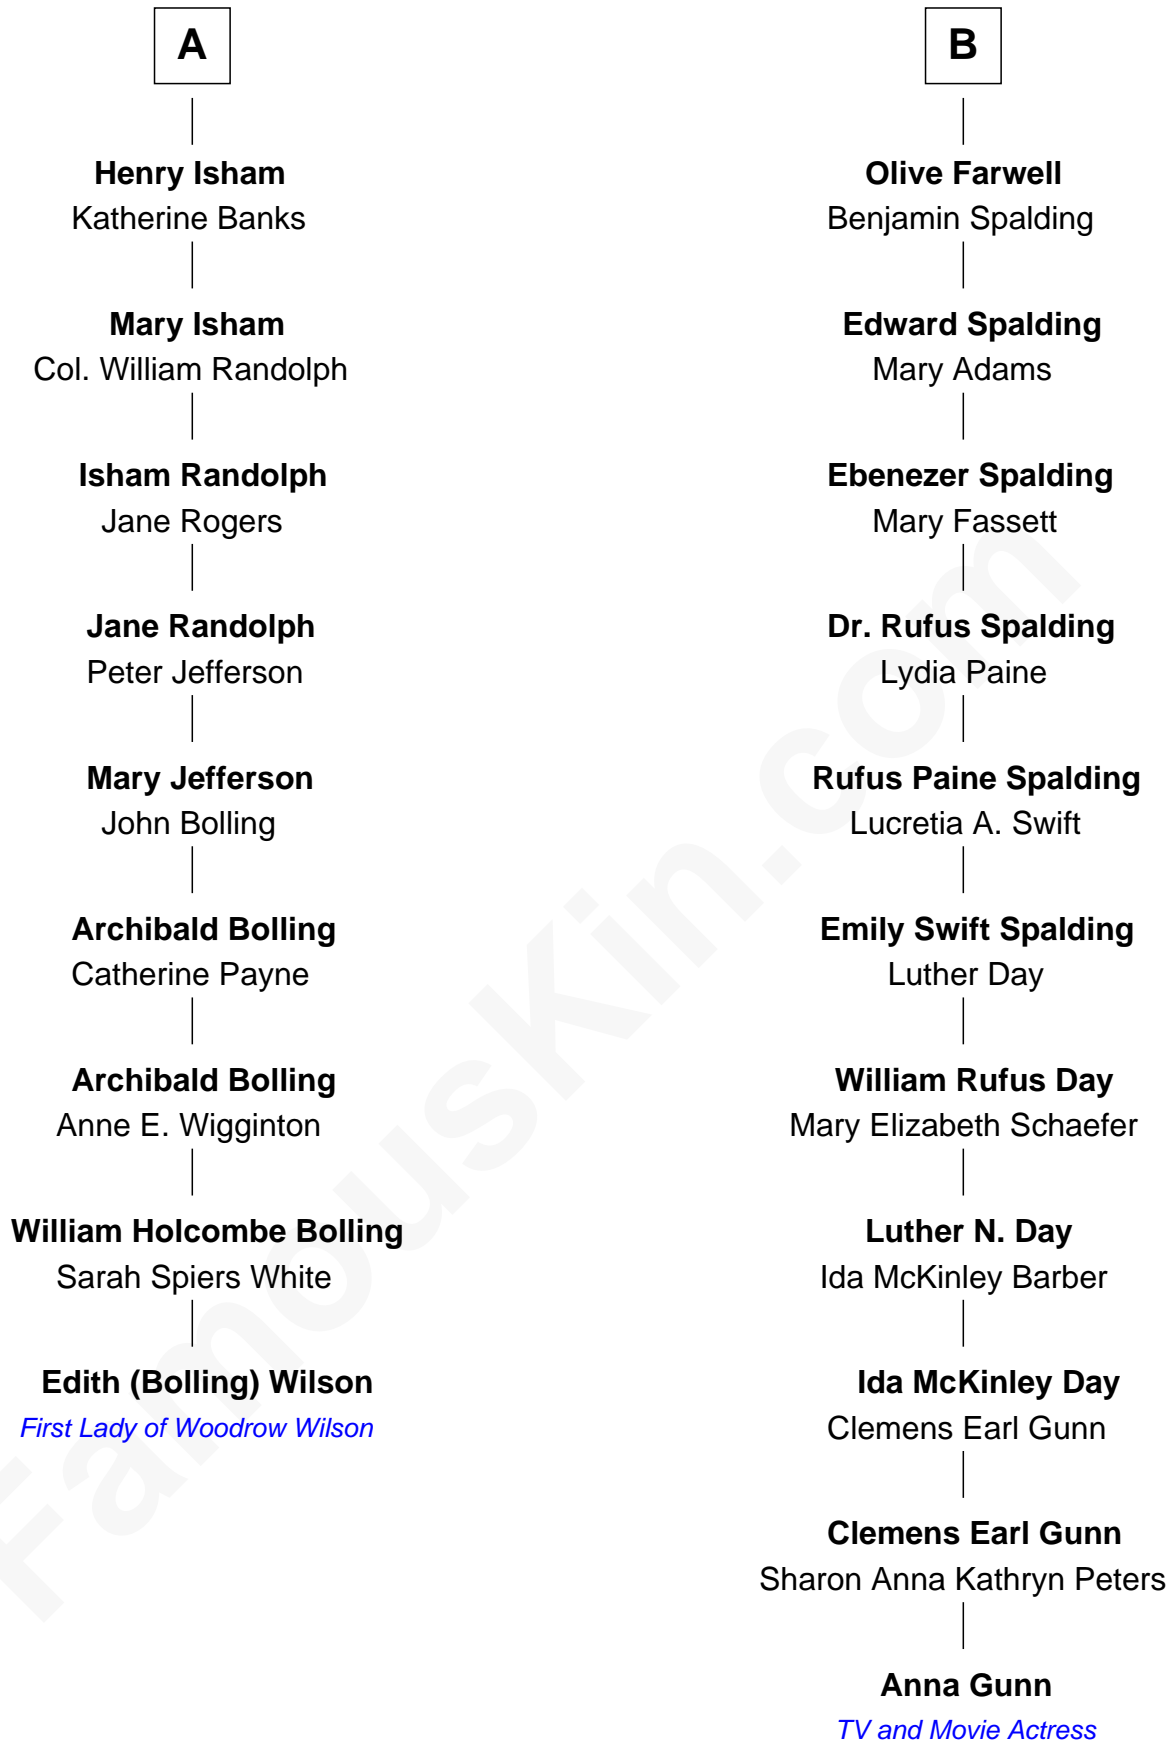 A
Henry Isham
Katherine Banks
Mary Isham
Col. William Randolph
Isham Randolph
Jane Rogers
Jane Randolph
Peter Jefferson
Mary Jefferson
John Bolling
Archibald Bolling
Catherine Payne
Archibald Bolling
Anne E. Wigginton
William Holcombe Bolling
Sarah Spiers White
Edith (Bolling) Wilson
First Lady of Woodrow Wilson
B
Olive Farwell
Benjamin Spalding
Edward Spalding
Mary Adams
Ebenezer Spalding
Mary Fassett
Dr. Rufus Spalding
Lydia Paine
Rufus Paine Spalding
Lucretia A. Swift
Emily Swift Spalding
Luther Day
William Rufus Day
Mary Elizabeth Schaefer
Luther N. Day
Ida McKinley Barber
Ida McKinley Day
Clemens Earl Gunn
Clemens Earl Gunn
Sharon Anna Kathryn Peters
Anna Gunn
TV and Movie Actress
FamousKin.com